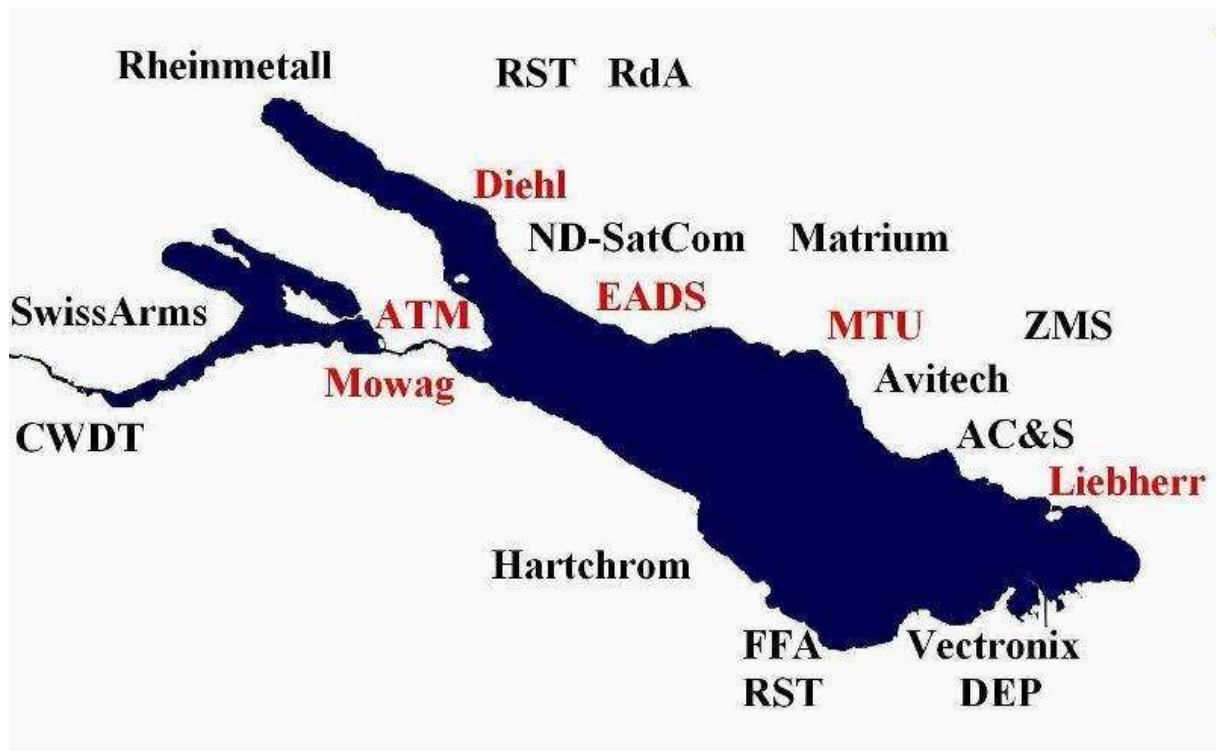 Rheinmetall
RST RdA
Diehl
ND-SatCom Matrium
EADS
SwissArms
ATM
MTU
ZMS
Mowag
Avitech
CWDT
AC&S
Liebherr
Hartchrom
FFA
Vectronix
RST
DEP